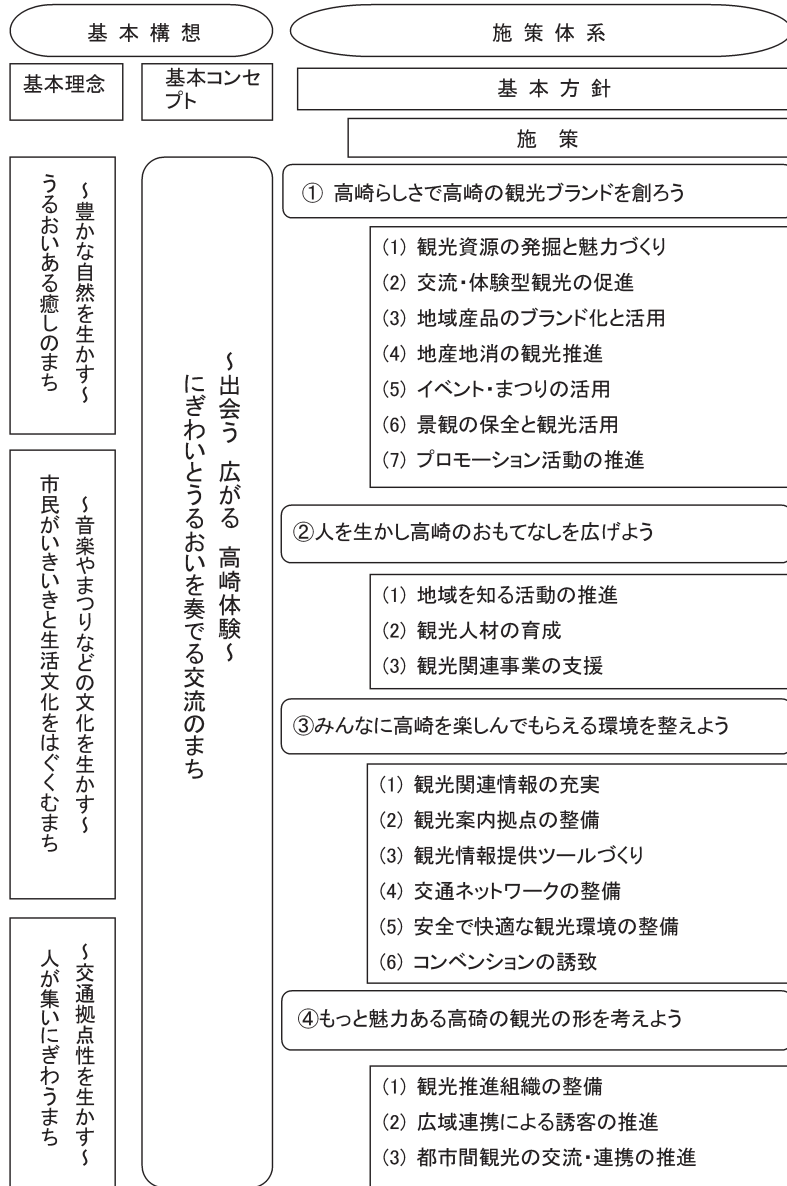 基本構想
施策体系
基本理念
基本コンセ
プト
基本方針
施策
～豊かな自然を生かす～
うるおいある癒しのまち
～音楽やまつりなどの文化を生かす～
市民がいきいきと生活文化をはぐくむまち
～交通拠点性を生かす～
人が集いにぎわうまち
～出会う 広がる 高崎体験～
にぎわいとうるおいを奏でる交流のまち
① 高崎らしさで高崎の観光ブランドを創ろう
(1) 観光資源の発掘と魅力づくり
(2) 交流・体験型観光の促進
(3) 地域産品のブランド化と活用
(4) 地産地消の観光推進
(5) イベント・まつりの活用
(6) 景観の保全と観光活用
(7) プロモーション活動の推進
②人を生かし高崎のおもてなしを広げよう
(1) 地域を知る活動の推進
(2) 観光人材の育成
(3) 観光関連事業の支援
③みんなに高崎を楽しんでもらえる環境を整えよう
(1) 観光関連情報の充実
(2) 観光案内拠点の整備
(3) 観光情報提供ツールづくり
(4) 交通ネットワークの整備
(5) 安全で快適な観光環境の整備
(6) コンベンションの誘致
④もっと魅力ある高碕の観光の形を考えよう
(1) 観光推進組織の整備
(2) 広域連携による誘客の推進
(3) 都市間観光の交流・連携の推進